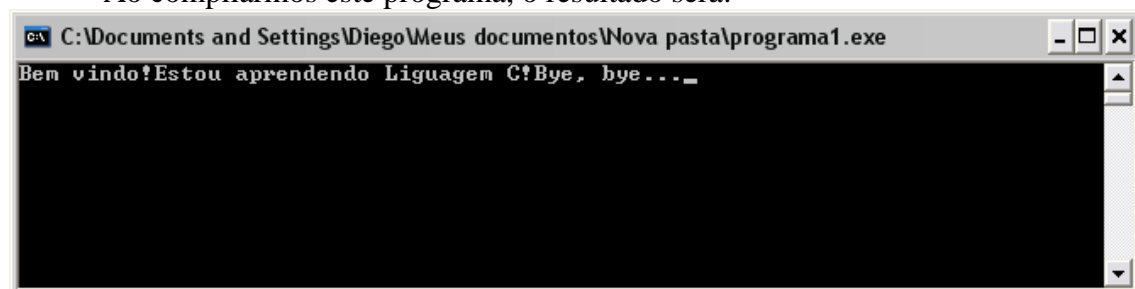 Ao compilarmos este programa, o resultado será:
C:\Documents and Settings\Diego\Meus documentos\Nova pasta\programa1.exe
Bem vindo!Estou aprendendo Liguagem C!Bye, bye..._